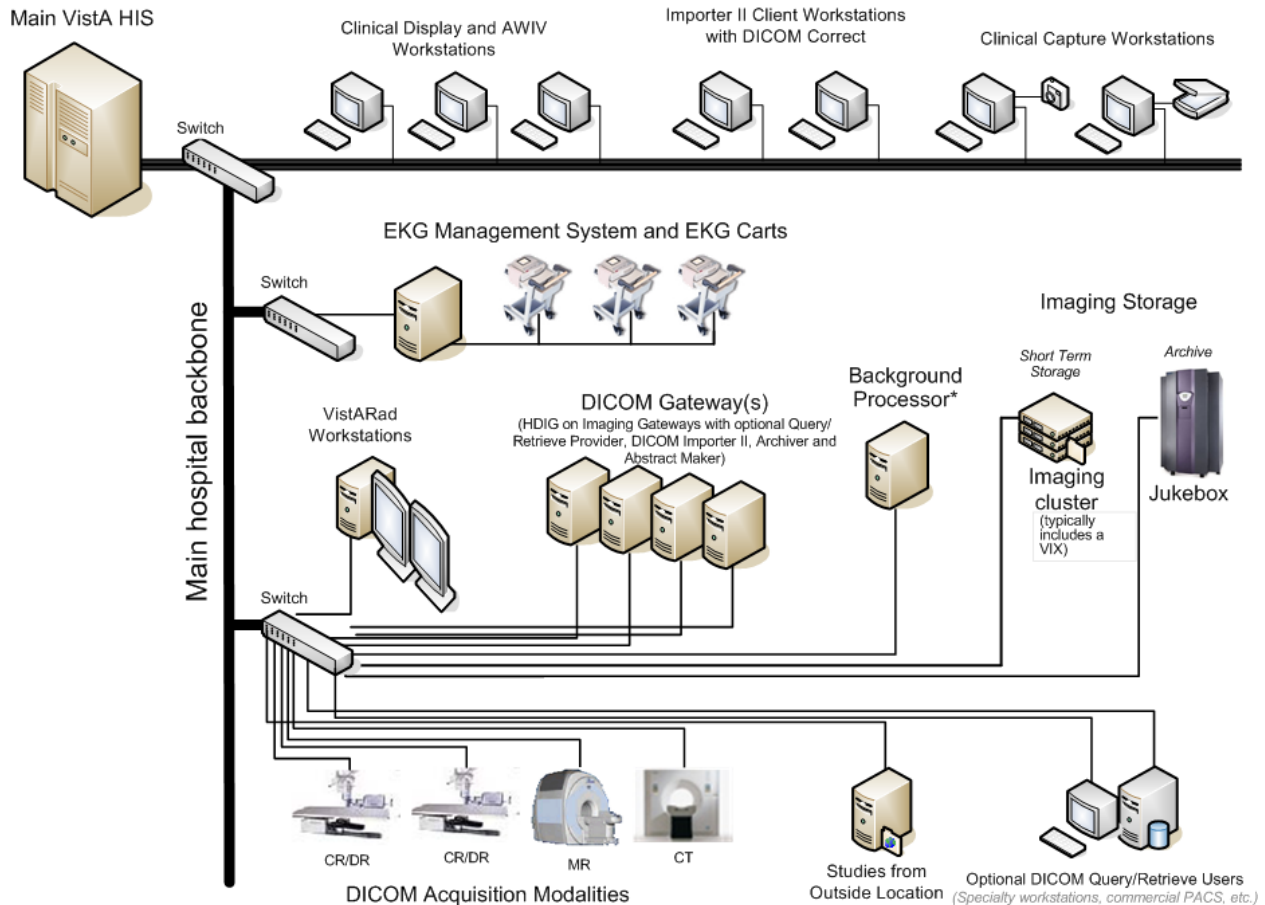 Main VistA HIS
Clinical Display and AWIV
Workstations
Importer II Client Workstations
with DICOM Correct
Clinical Capture Workstations
Switch
EKG Management System and EKG Carts
Switch
Main hospital backbone
Imaging Storage
Short Term
Storage
Archive
Background
Processor*
DICOM Gateway(s)
(HDIG on Imaging Gateways with optional Query/
Retrieve Provider, DICOM Importer II, Archiver and
Abstract Maker)
VistARad
Workstations
Imaging
cluster
(typically
includes a
VIX)
Jukebox
Switch
CR/DR
CR/DR
MR
CT
DICOM Acquisition Modalities
Studies from
Outside Location
Optional DICOM Query/Retrieve Users
(Specialty workstations, commercial PACS, etc.)